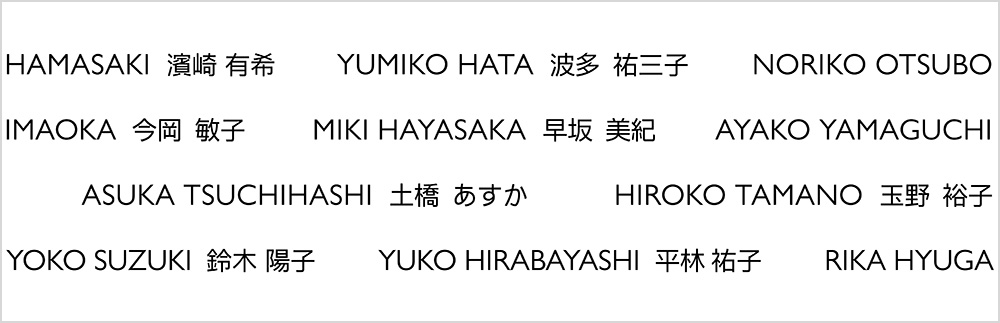 HAMASAKI 濱崎 有希 YUMIKO HATA 波多 祐三子 NORIKO OTSUBO
IMAOKA 今岡 敏子 MIKI HAYASAKA 早坂 美紀 AYAKO YAMAGUCHI
ASUKA TSUCHIHASHI 土橋 あすか HIROKO TAMANO 玉野 裕子
YOKO SUZUKI 鈴木 陽子 YUKO HIRABAYASHI 平林 祐子 RIKA HYUGA